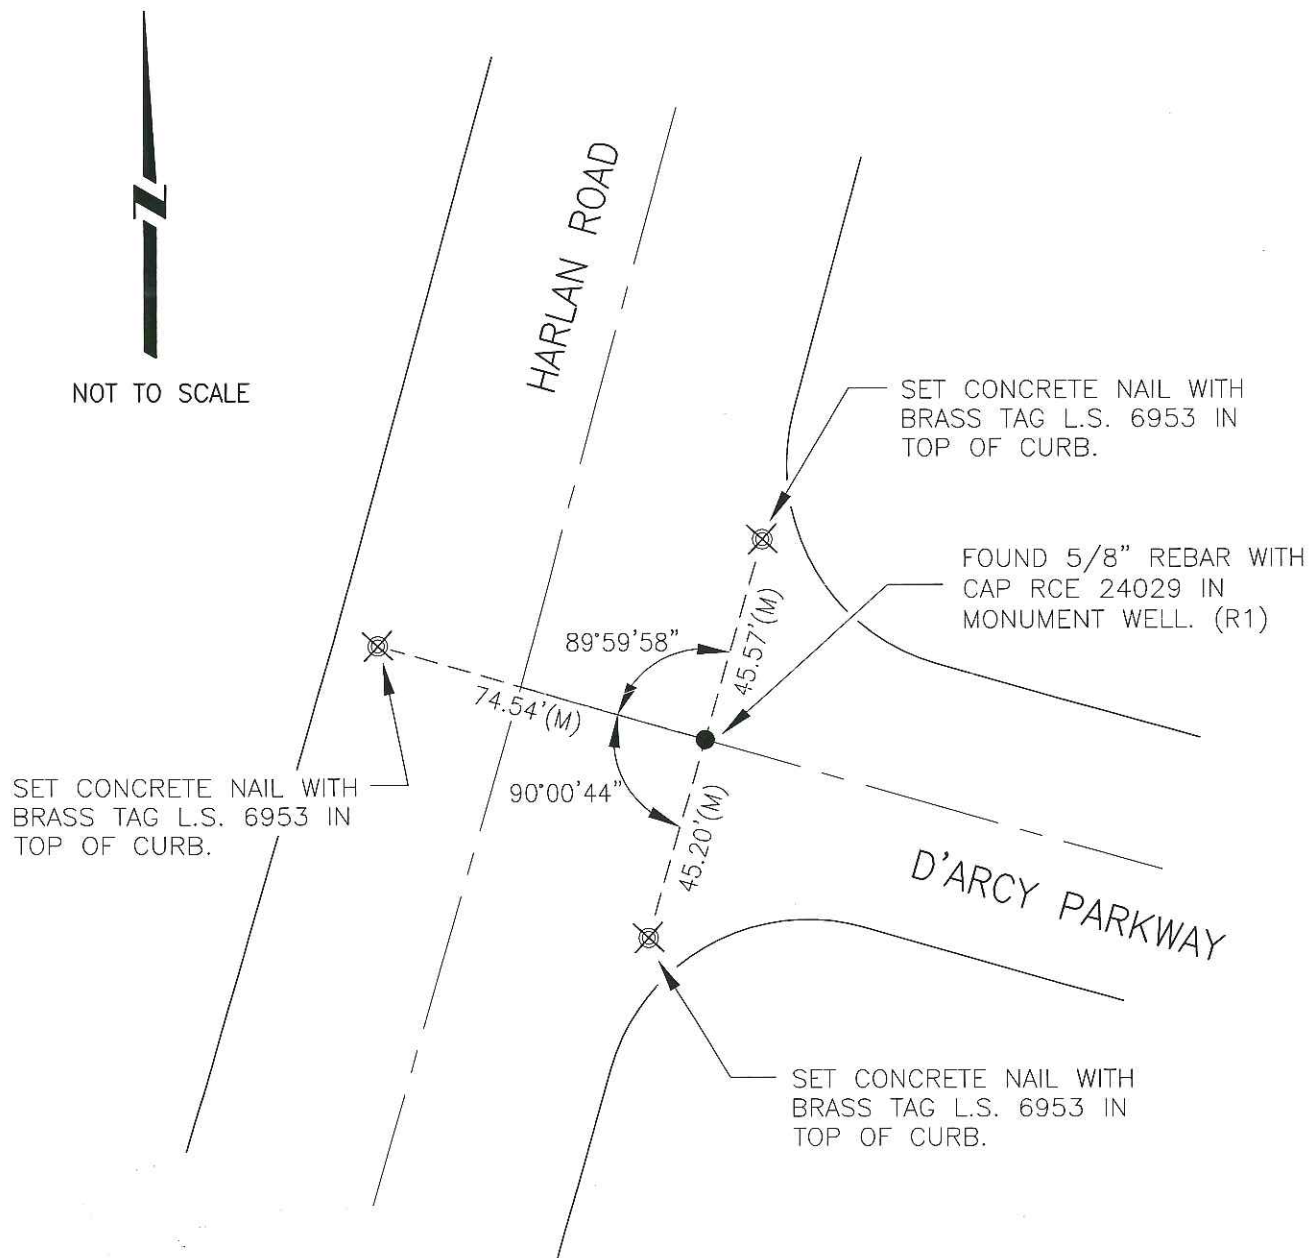 HARLAN ROAD
N
NOT TO SCALE
SET CONCRETE NAIL WITH
BRASS TAG L.S. 6953 IN
TOP OF CURB.
FOUND 5/8" REBAR WITH
CAP RCE 24029 IN
MONUMENT WELL. (R1)
89°59'58"
45.57'(M)
74.54'(M)
SET CONCRETE NAIL WITH
BRASS TAG L.S. 6953 IN
TOP OF CURB.
90°00'44"
45.20'(M)
D'ARCY PARKWAY
SET CONCRETE NAIL WITH
BRASS TAG L.S. 6953 IN
TOP OF CURB.